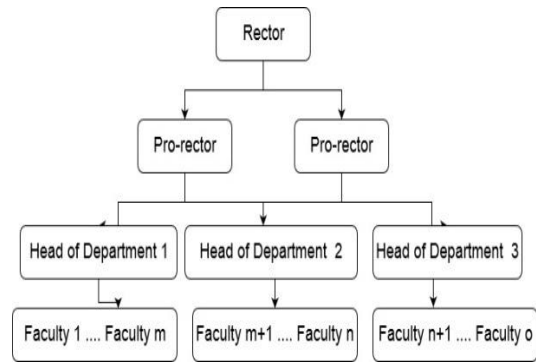 Rector
Pro-rector
Pro-rector
Head of Department 1
Head of Department 2
Head of Department 3
Faculty 1 .... Faculty m
Faculty m+1 .... Faculty n
Faculty n+1 .... Faculty o